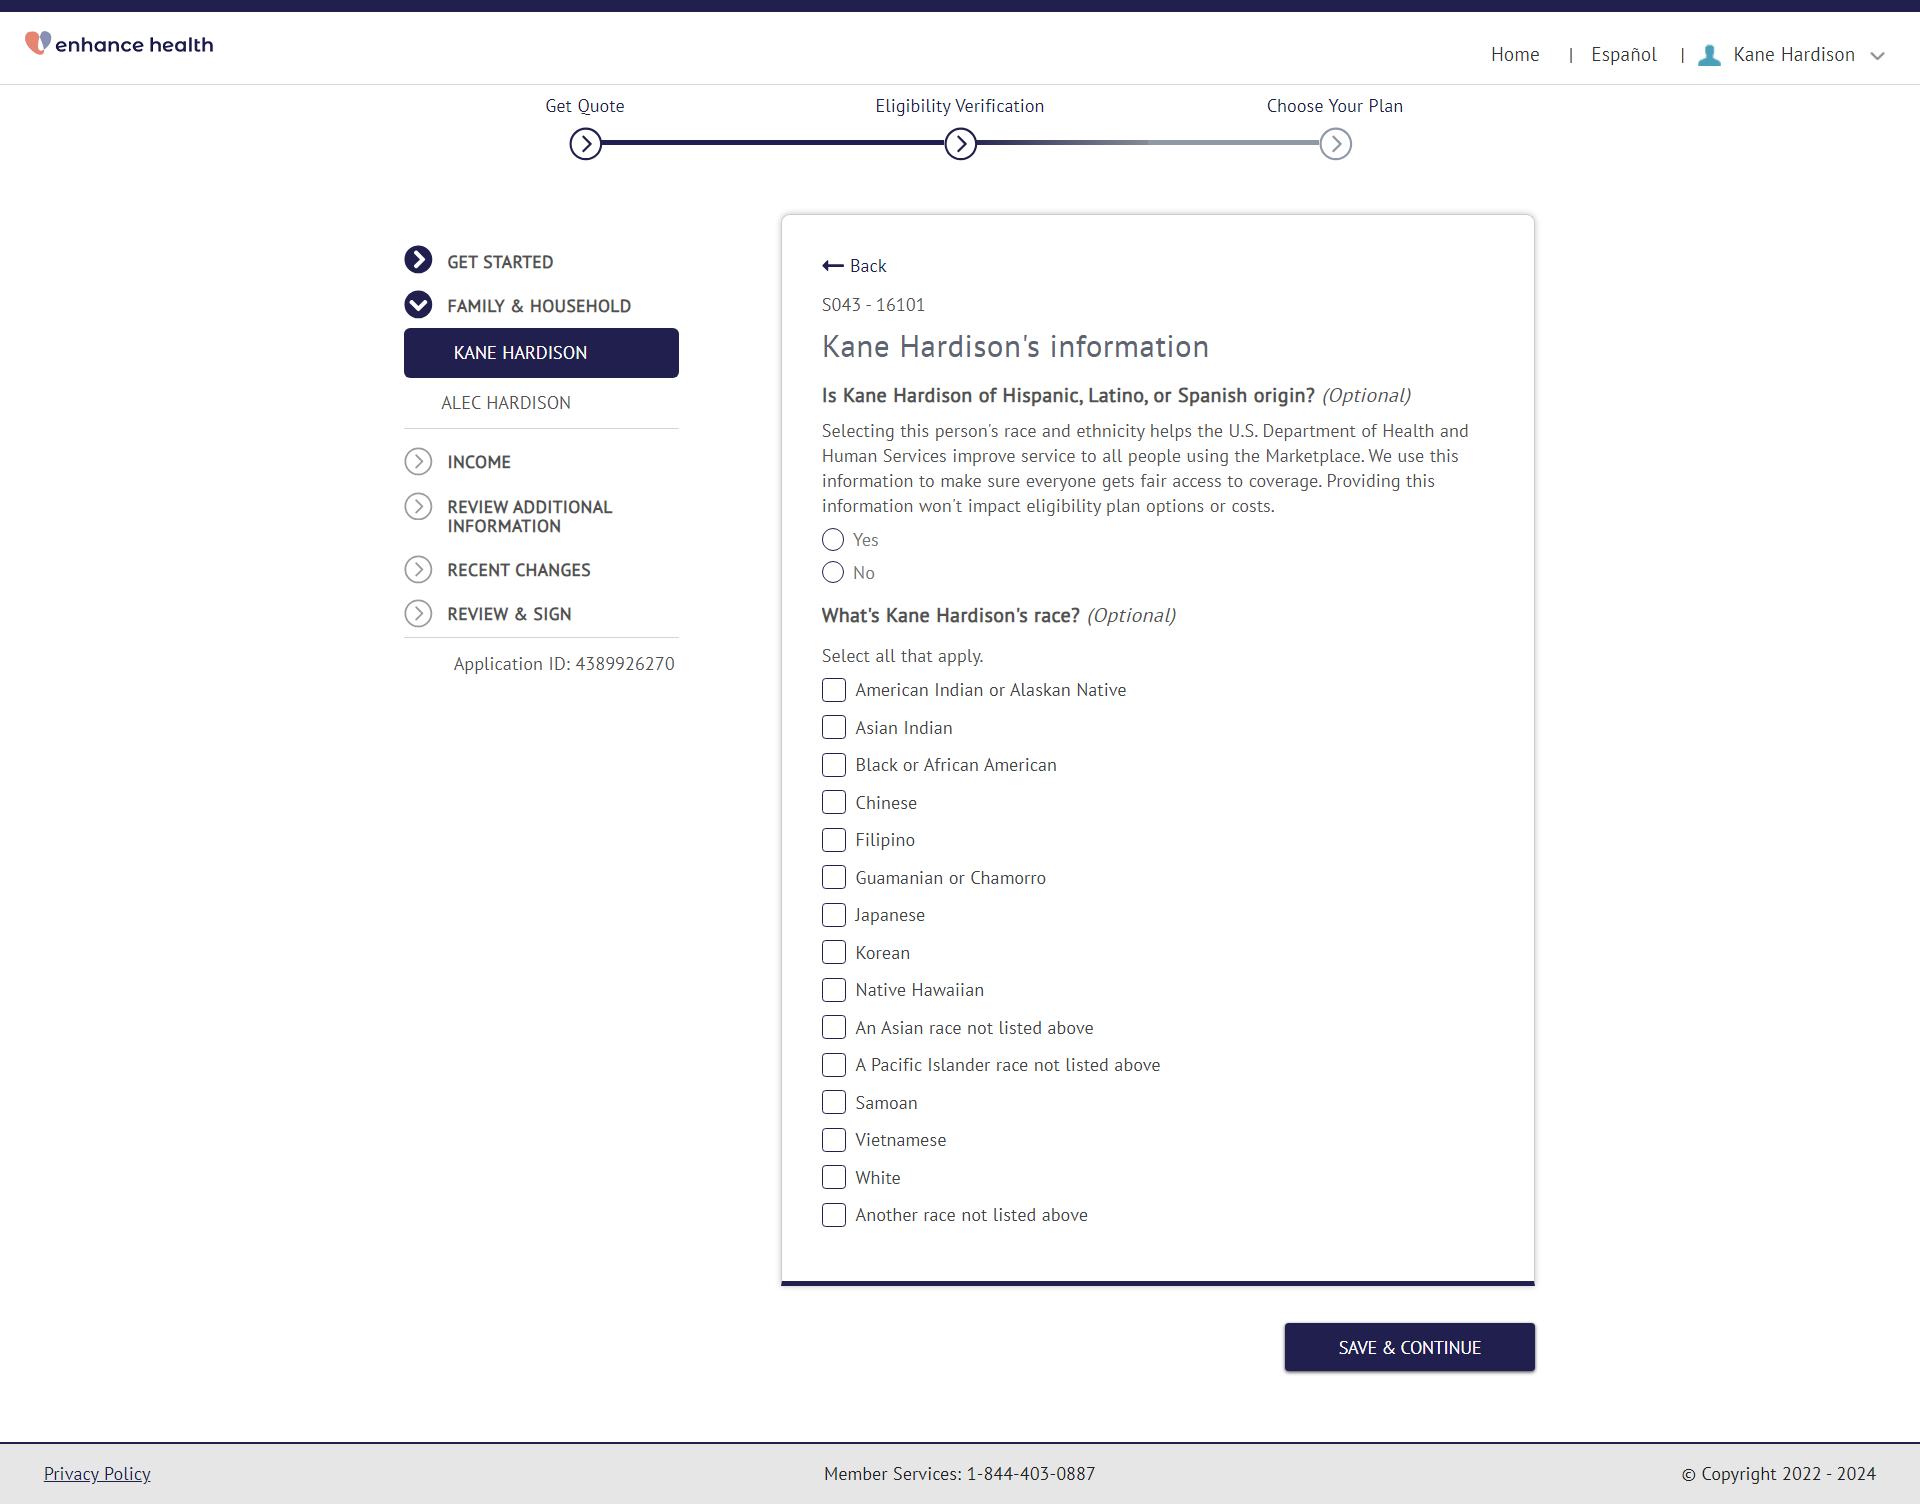 enhance health
Home | Español | Kane Hardison
Get Quote
Eligibility Verification
Choose Your Plan
GET STARTED
FAMILY & HOUSEHOLD
KANE HARDISON
ALEC HARDISON
INCOME
REVIEW ADDITIONAL
INFORMATION
RECENT CHANGES
REVIEW & SIGN
Application ID: 4389926270
Back
S043 - 16101
Kane Hardison's information
Is Kane Hardison of Hispanic, Latino, or Spanish origin? (Optional)
Selecting this person's race and ethnicity helps the U.S. Department of Health and
Human Services improve service to all people using the Marketplace. We use this
information to make sure everyone gets fair access to coverage. Providing this
information won't impact eligibility plan options or costs.
Yes
No
What's Kane Hardison's race? (Optional)
Select all that apply.
American Indian or Alaskan Native
Asian Indian
Black or African American
Chinese
Filipino
Guamanian or Chamorro
Japanese
Korean
Native Hawaiian
An Asian race not listed above
A Pacific Islander race not listed above
Samoan
Vietnamese
White
Another race not listed above
SAVE & CONTINUE
Privacy Policy
Member Services: 1-844-403-0887
© Copyright 2022 - 2024